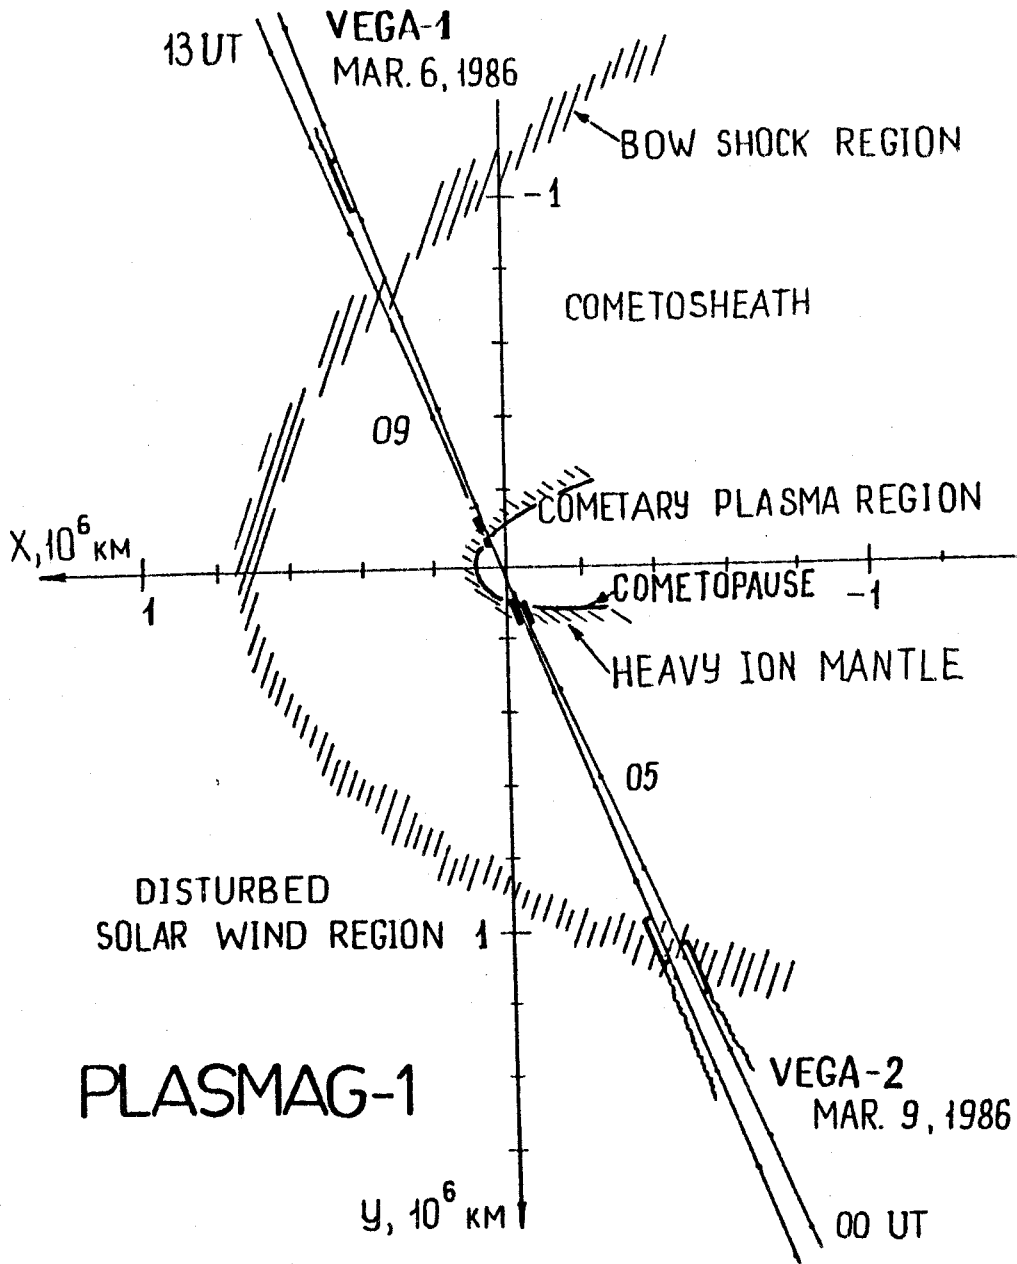 VEGA-1
13 UT
MAR. 6, 1986
BOW SHOCK REGION
-1
COMETOSHEATH
09
COMETARY PLASMA REGION
X, 10⁶ км
COMETOPAUSE
-1
1
HEAVY ION MANTLE
05
DISTURBED
SOLAR WIND REGION
1
PLASMAG-1
VEGA-2
MAR. 9, 1986
У, 10⁶ км
00 UT